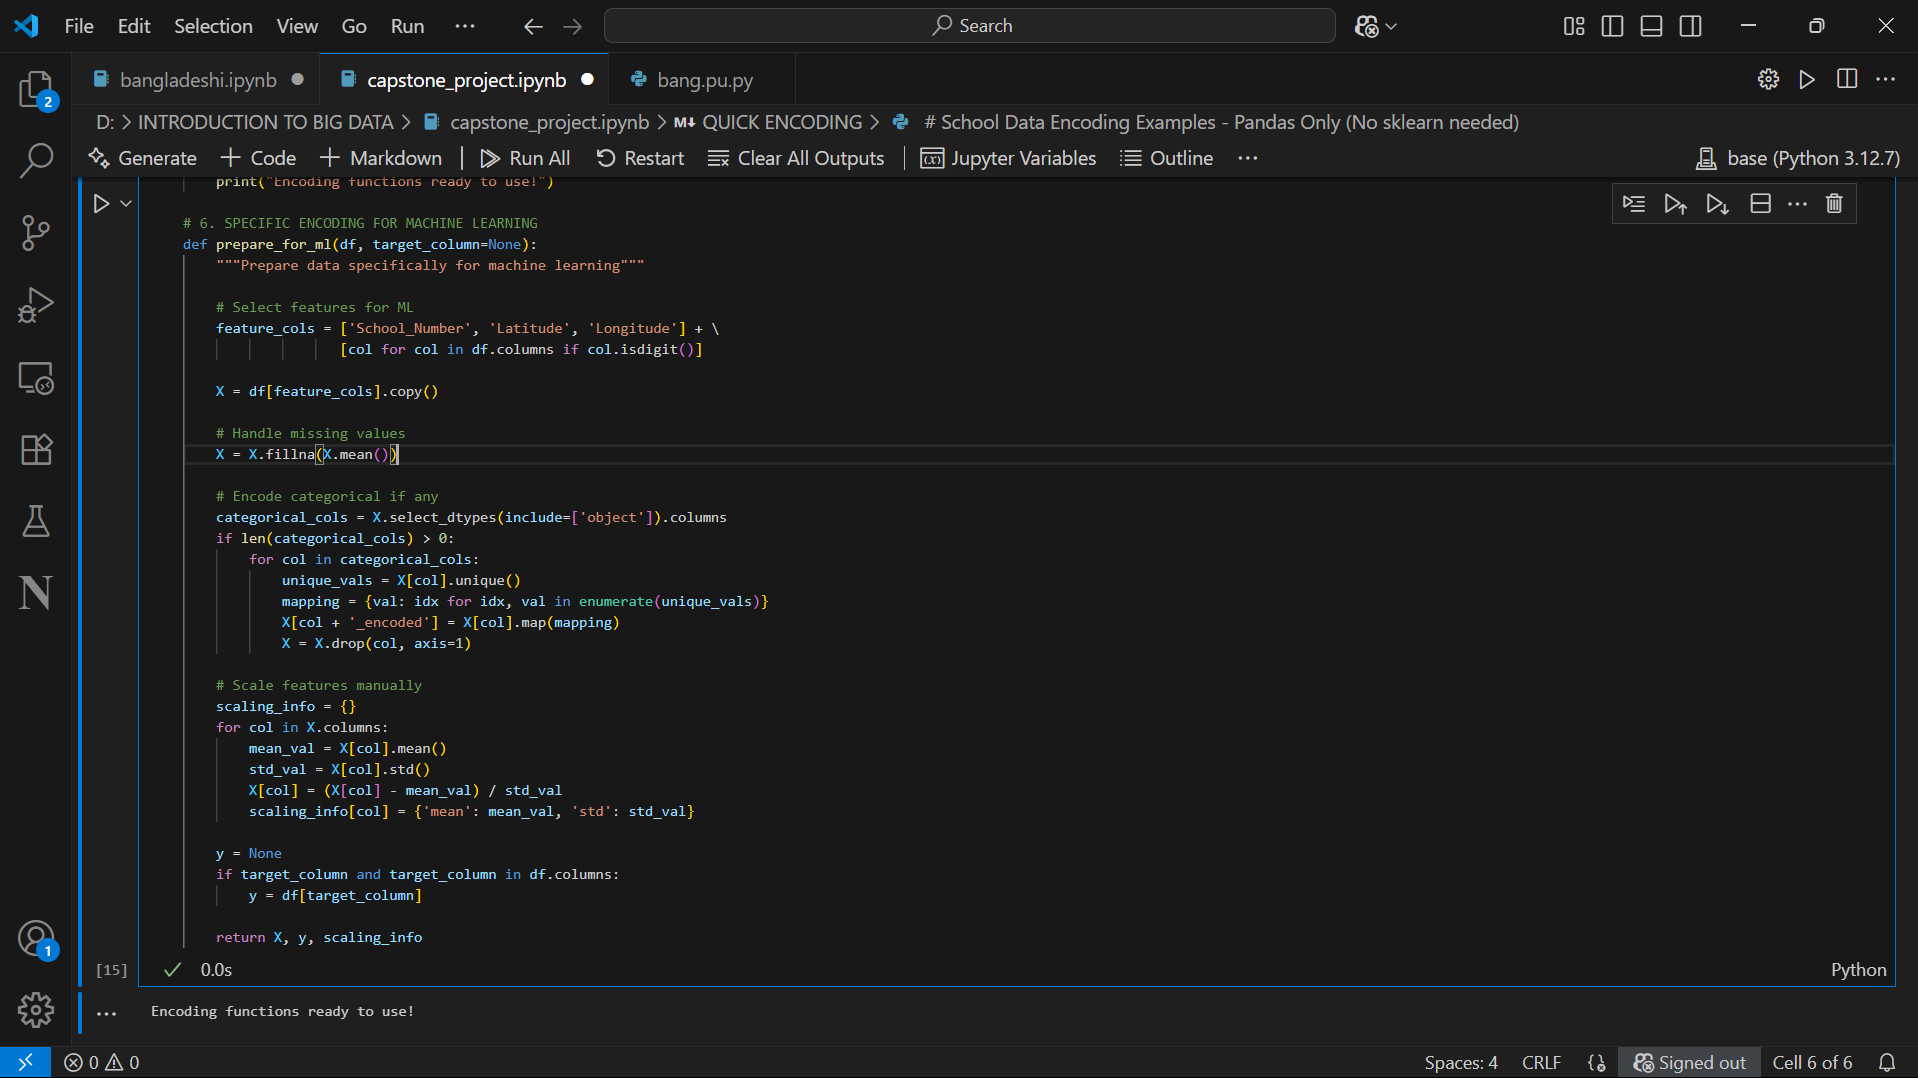 File Edit Selection View Go Run ··· Search
bangladeshi.ipynb capstone_project.ipynb bang.pu.py
D: > INTRODUCTION TO BIG DATA > capstone_project.ipynb > M↓ QUICK ENCODING > # School Data Encoding Examples - Pandas Only (No sklearn needed)
Generate + Code + Markdown | Run All Restart Clear All Outputs | Jupyter Variables Outline ··· base (Python 3.12.7)
print("Encoding functions ready to use!")
# 6. SPECIFIC ENCODING FOR MACHINE LEARNING
def prepare_for_ml(df, target_column=None):
"""Prepare data specifically for machine learning"""
# Select features for ML
feature_cols = ['School_Number', 'Latitude', 'Longitude'] + \
[col for col in df.columns if col.isdigit()]
X = df[feature_cols].copy()
# Handle missing values
X = X.fillna(X.mean())
# Encode categorical if any
categorical_cols = X.select_dtypes(include=['object']).columns
if len(categorical_cols) > 0:
for col in categorical_cols:
unique_vals = X[col].unique()
mapping = {val: idx for idx, val in enumerate(unique_vals)}
X[col + '_encoded'] = X[col].map(mapping)
X = X.drop(col, axis=1)
# Scale features manually
scaling_info = {}
for col in X.columns:
mean_val = X[col].mean()
std_val = X[col].std()
X[col] = (X[col] - mean_val) / std_val
scaling_info[col] = {'mean': mean_val, 'std': std_val}
y = None
if target_column and target_column in df.columns:
y = df[target_column]
return X, y, scaling_info
[15] 0.0s Python
Encoding functions ready to use!
2
1
0 0 Spaces: 4 CRLF Signed out Cell 6 of 6